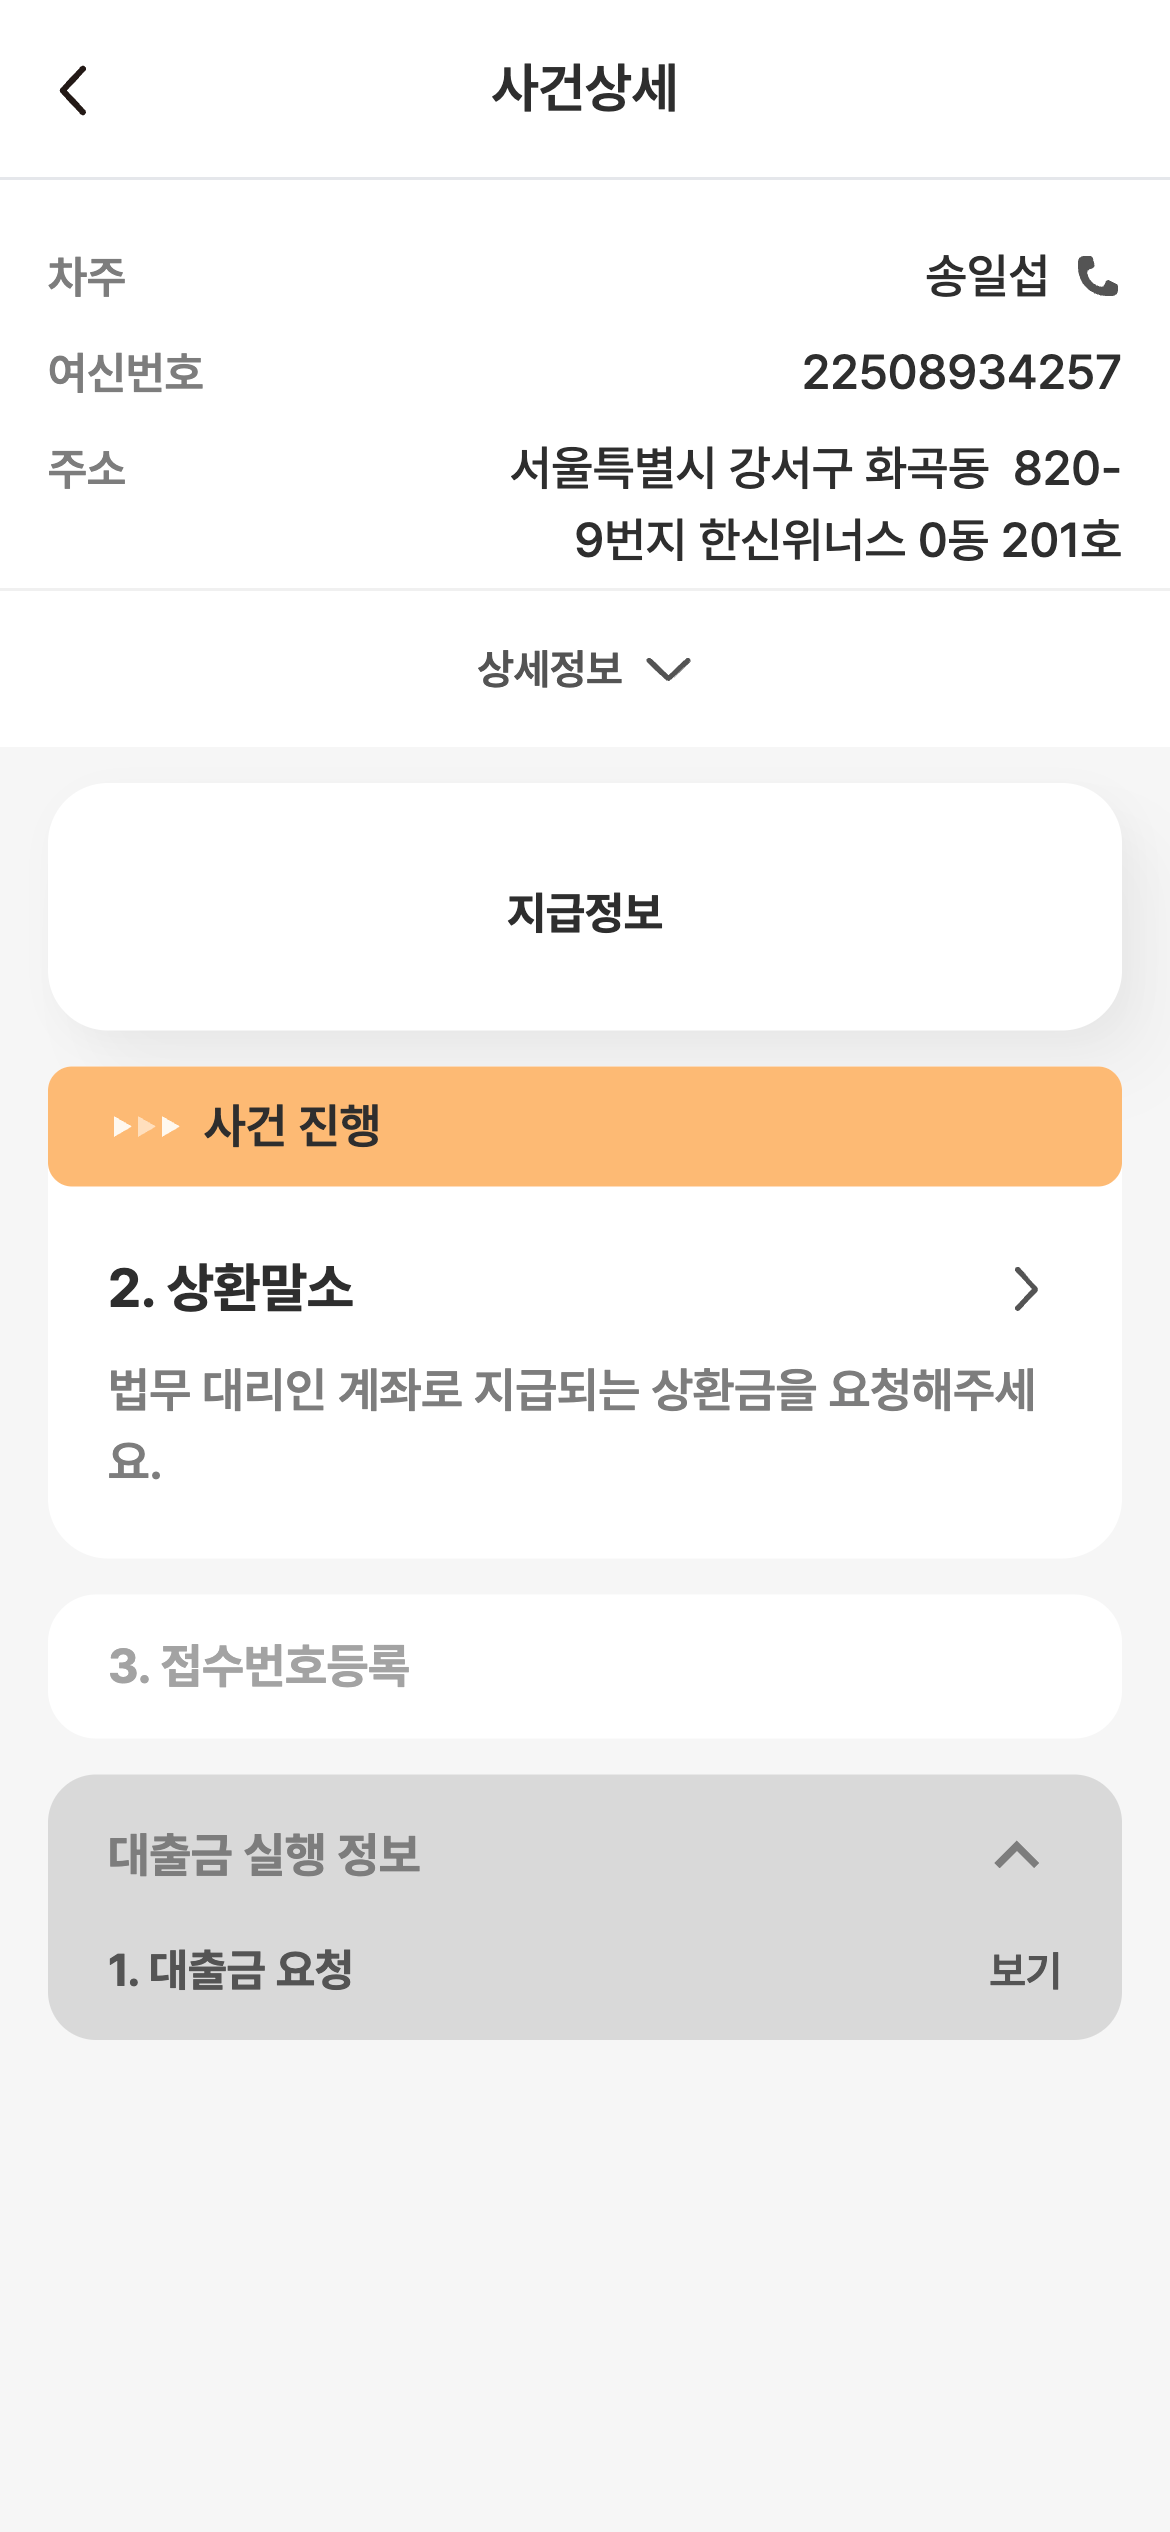 사건상세
차주 송일섭
여신번호 22508934257
주소 서울특별시 강서구 화곡동  820-
9번지 한신위너스 0동 201호
상세정보
지급정보
사건 진행
2. 상환말소
법무 대리인 계좌로 지급되는 상환금을 요청해주세
요.
3. 접수번호등록
대출금 실행 정보
1. 대출금 요청 보기